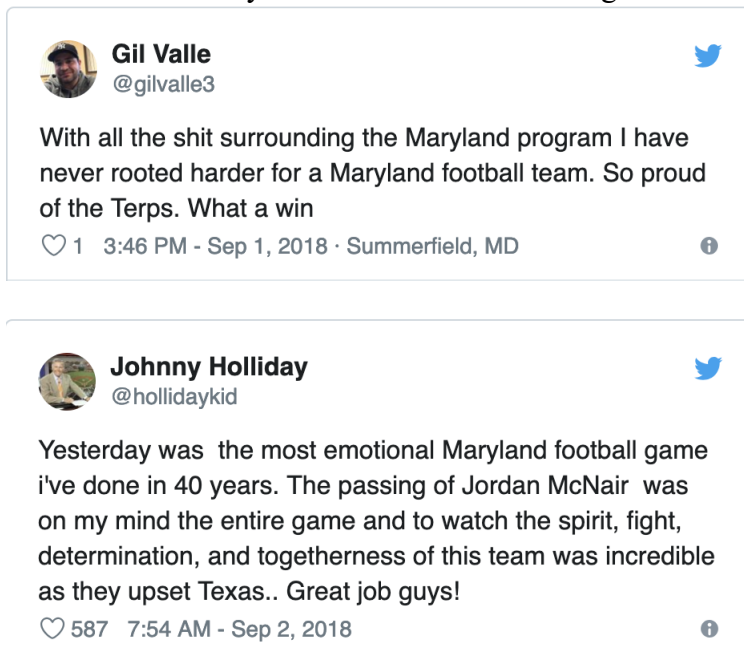 Gil Valle
@gilvalle3
With all the shit surrounding the Maryland program I have
never rooted harder for a Maryland football team. So proud
of the Terps. What a win
1 3:46 PM - Sep 1, 2018 · Summerfield, MD
Johnny Holliday
@hollidaykid
Yesterday was  the most emotional Maryland football game
i've done in 40 years. The passing of Jordan McNair  was
on my mind the entire game and to watch the spirit, fight,
determination, and togetherness of this team was incredible
as they upset Texas.. Great job guys!
587 7:54 AM - Sep 2, 2018